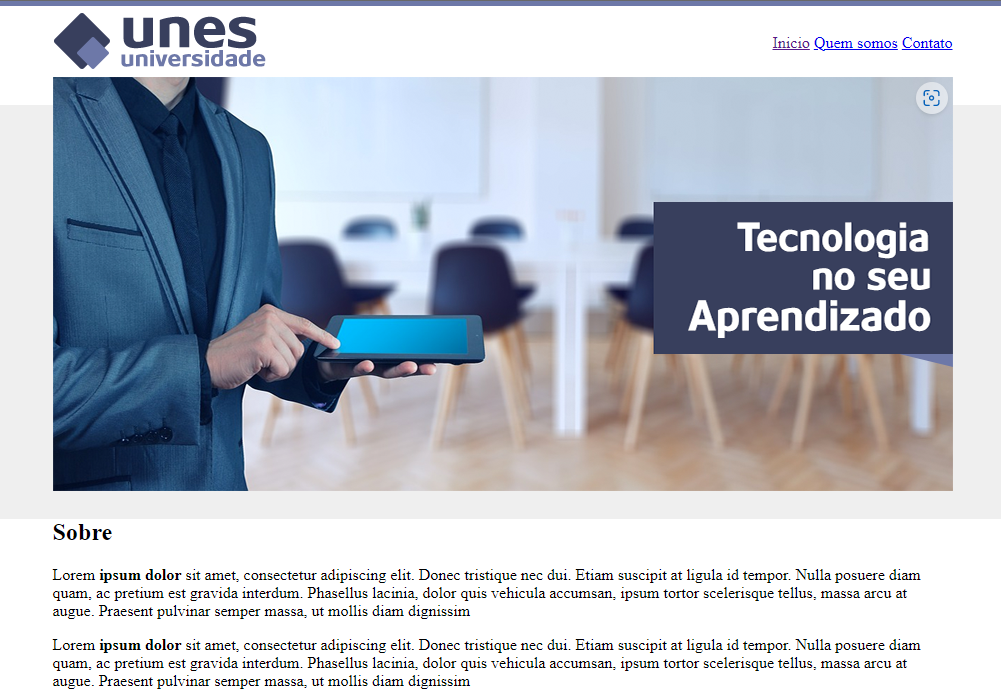 unes
universidade
Inicio Quem somos Contato
Tecnologia
no seu
Aprendizado
Sobre
Lorem ipsum dolor sit amet, consectetur adipiscing elit. Donec tristique nec dui. Etiam suscipit at ligula id tempor. Nulla posuere diam
quam, ac pretium est gravida interdum. Phasellus lacinia, dolor quis vehicula accumsan, ipsum tortor scelerisque tellus, massa arcu at
augue. Praesent pulvinar semper massa, ut mollis diam dignissim
Lorem ipsum dolor sit amet, consectetur adipiscing elit. Donec tristique nec dui. Etiam suscipit at ligula id tempor. Nulla posuere diam
quam, ac pretium est gravida interdum. Phasellus lacinia, dolor quis vehicula accumsan, ipsum tortor scelerisque tellus, massa arcu at
augue. Praesent pulvinar semper massa, ut mollis diam dignissim